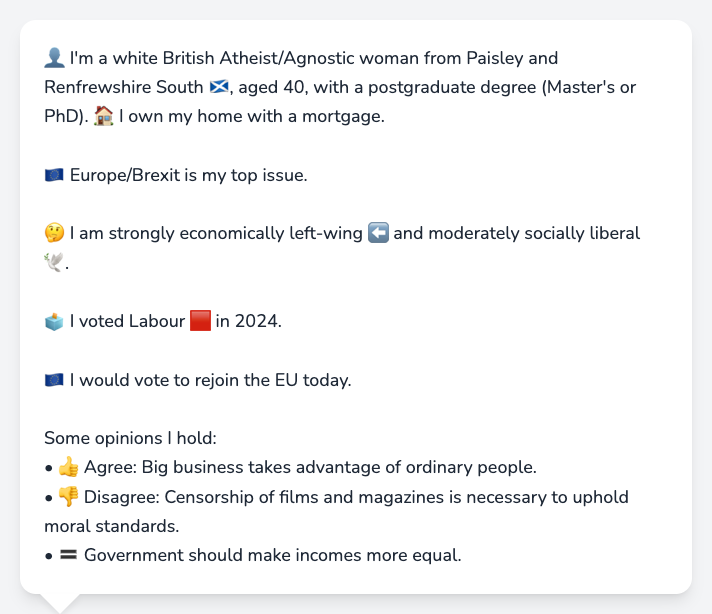 👤 I'm a white British Atheist/Agnostic woman from Paisley and
Renfrewshire South 🏴󠁧󠁢󠁳󠁣󠁴󠁿, aged 40, with a postgraduate degree (Master's or
PhD). 🏠 I own my home with a mortgage.
🇪🇺 Europe/Brexit is my top issue.
🤔 I am strongly economically left-wing ⬅️ and moderately socially liberal
🕊️.
🗳️ I voted Labour 🟥 in 2024.
🇪🇺 I would vote to rejoin the EU today.
Some opinions I hold:
• 👍 Agree: Big business takes advantage of ordinary people.
• 👎 Disagree: Censorship of films and magazines is necessary to uphold
moral standards.
• 🟰 Government should make incomes more equal.